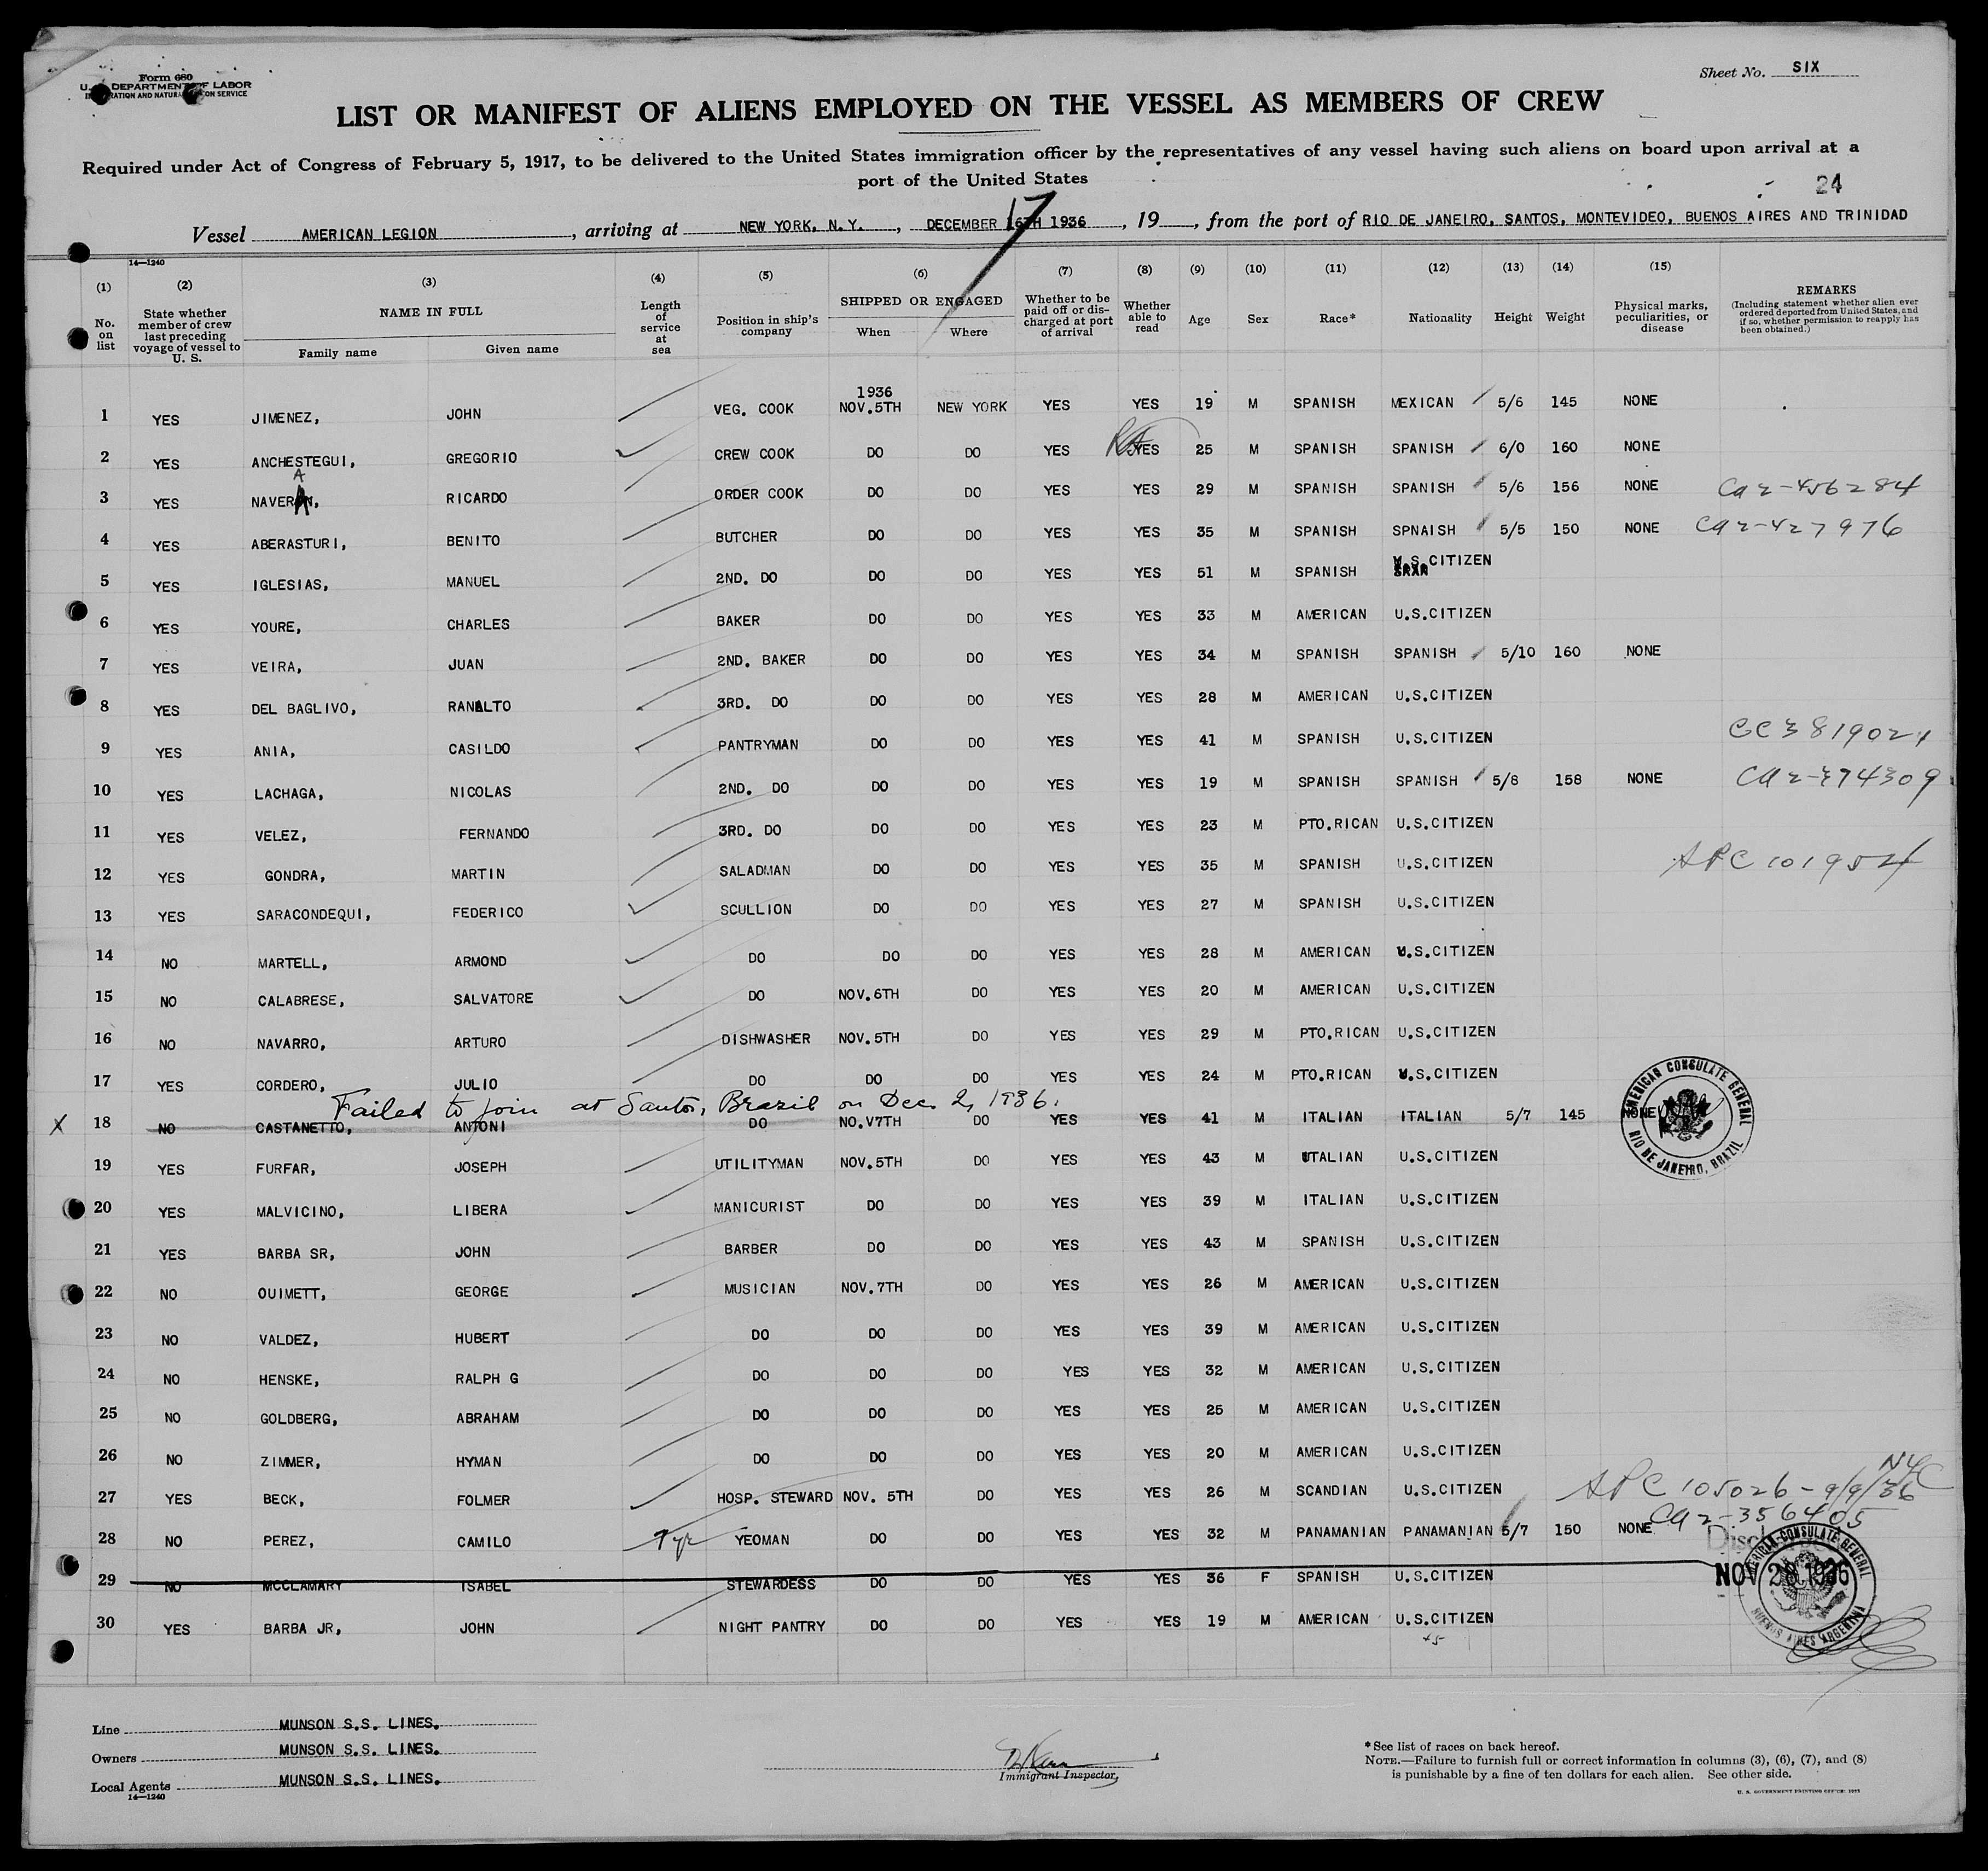 Form 680
U. DEPARTMENT OF LABOR
Sheet No. SIX
LIST OR MANIFEST OF ALIENS EMPLOYED ON THE VESSEL AS MEMBERS OF CREW
Required under Act of Congress of February 5, 1917, to be delivered to the United States immigration officer by the representatives of any vessel having such aliens on board upon arrival at a
port of the United States
24
17
Vessel AMERICAN LEGION, arriving at NEW YORK, N.Y., DECEMBER 16TH 1936, 19, from the port of RIO DE JANEIRO, SANTOS, MONTEVIDEO, BUENOS AIRES AND TRINIDAD
14—1240
(1) No. on list (2) State whether member of crew last preceding voyage of vessel to U. S. (3) NAME IN FULL Family name Given name (4) Length of service at sea (5) Position in ship's company (6) SHIPPED OR ENGAGED When Where (7) Whether to be paid off or discharged at port of arrival (8) Whether able to read (9) Age (10) Sex (11) Race* (12) Nationality (13) Height (14) Weight (15) Physical marks, peculiarities, or disease REMARKS (Including statement whether alien ever ordered deported from United States, and if so, whether permission to reapply has been obtained.)
1936
1 YES JIMENEZ, JOHN VEG. COOK NOV.5TH NEW YORK YES YES 19 M SPANISH MEXICAN 5/6 145 NONE
2 YES ANCHESTEGUI, GREGORIO CREW COOK DO DO YES YES 25 M SPANISH SPANISH 6/0 160 NONE
A
3 YES NAVERAN, RICARDO ORDER COOK DO DO YES YES 29 M SPANISH SPANISH 5/6 156 NONE Ca 2-456284
4 YES ABERASTURI, BENITO BUTCHER DO DO YES YES 35 M SPANISH SPNAISH 5/5 150 NONE Ca 2-427976
5 YES IGLESIAS, MANUEL 2ND. DO DO DO YES YES 51 M SPANISH U.S.CITIZEN
6 YES YOURE, CHARLES BAKER DO DO YES YES 33 M AMERICAN U.S.CITIZEN
7 YES VEIRA, JUAN 2ND. BAKER DO DO YES YES 34 M SPANISH SPANISH 5/10 160 NONE
8 YES DEL BAGLIVO, RANALTO 3RD. DO DO DO YES YES 28 M AMERICAN U.S.CITIZEN
9 YES ANIA, CASILDO PANTRYMAN DO DO YES YES 41 M SPANISH U.S.CITIZEN CC 3819024
10 YES LACHAGA, NICOLAS 2ND. DO DO DO YES YES 19 M SPANISH SPANISH 5/8 158 NONE Ca 2-374309
11 YES VELEZ, FERNANDO 3RD. DO DO DO YES YES 23 M PTO.RICAN U.S.CITIZEN
12 YES GONDRA, MARTIN SALADMAN DO DO YES YES 35 M SPANISH U.S.CITIZEN APC 101954
13 YES SARACONDEQUI, FEDERICO SCULLION DO DO YES YES 27 M SPANISH U.S.CITIZEN
14 NO MARTELL, ARMOND DO DO DO YES YES 28 M AMERICAN U.S.CITIZEN
15 NO CALABRESE, SALVATORE DO NOV.6TH DO YES YES 20 M AMERICAN U.S.CITIZEN
16 NO NAVARRO, ARTURO DISHWASHER NOV.5TH DO YES YES 29 M PTO.RICAN U.S.CITIZEN
17 YES CORDERO, JULIO DO DO DO YES YES 24 M PTO.RICAN U.S.CITIZEN
Failed to join at Santos, Brazil on Dec. 2, 1936.
X 18 NO CASTANETTO, ANTONI DO NO.V7TH DO YES YES 41 M ITALIAN ITALIAN 5/7 145 NONE
AMERICAN CONSULATE GENERAL RIO DE JANEIRO, BRAZIL
19 YES FURFAR, JOSEPH UTILITYMAN NOV.5TH DO YES YES 43 M UTALIAN U.S.CITIZEN
20 YES MALVICINO, LIBERA MANICURIST DO DO YES YES 39 M ITALIAN U.S.CITIZEN
21 YES BARBA SR, JOHN BARBER DO DO YES YES 43 M SPANISH U.S.CITIZEN
22 NO OUIMETT, GEORGE MUSICIAN NOV.7TH DO YES YES 26 M AMERICAN U.S.CITIZEN
23 NO VALDEZ, HUBERT DO DO DO YES YES 39 M AMERICAN U.S.CITIZEN
24 NO HENSKE, RALPH G DO DO DO YES YES 32 M AMERICAN U.S.CITIZEN
25 NO GOLDBERG, ABRAHAM DO DO DO YES YES 25 M AMERICAN U.S.CITIZEN
26 NO ZIMMER, HYMAN DO DO DO YES YES 20 M AMERICAN U.S.CITIZEN
NYC
27 YES BECK, FOLMER HOSP. STEWARD NOV. 5TH DO YES YES 26 M SCANDIAN U.S.CITIZEN APC 105026-9/9/36
Ca 2-356405
28 NO PEREZ, CAMILO 7 yr YEOMAN DO DO YES YES 32 M PANAMANIAN PANAMANIAN 5/7 150 NONE
29 NO MCCLAMARY ISABEL STEWARDESS DO DO YES YES 36 F SPANISH U.S.CITIZEN
NOV 28 1936
AMERICAN CONSULATE GENERAL BUENOS AIRES ARGENTINA
30 YES BARBA JR, JOHN NIGHT PANTRY DO DO YES YES 19 M AMERICAN U.S.CITIZEN
Line MUNSON S.S. LINES.
Owners MUNSON S.S. LINES.
Local Agents MUNSON S.S. LINES.
14—1240
Immigrant Inspector
*See list of races on back hereof.
NOTE.—Failure to furnish full or correct information in columns (3), (6), (7), and (8)
is punishable by a fine of ten dollars for each alien. See other side.